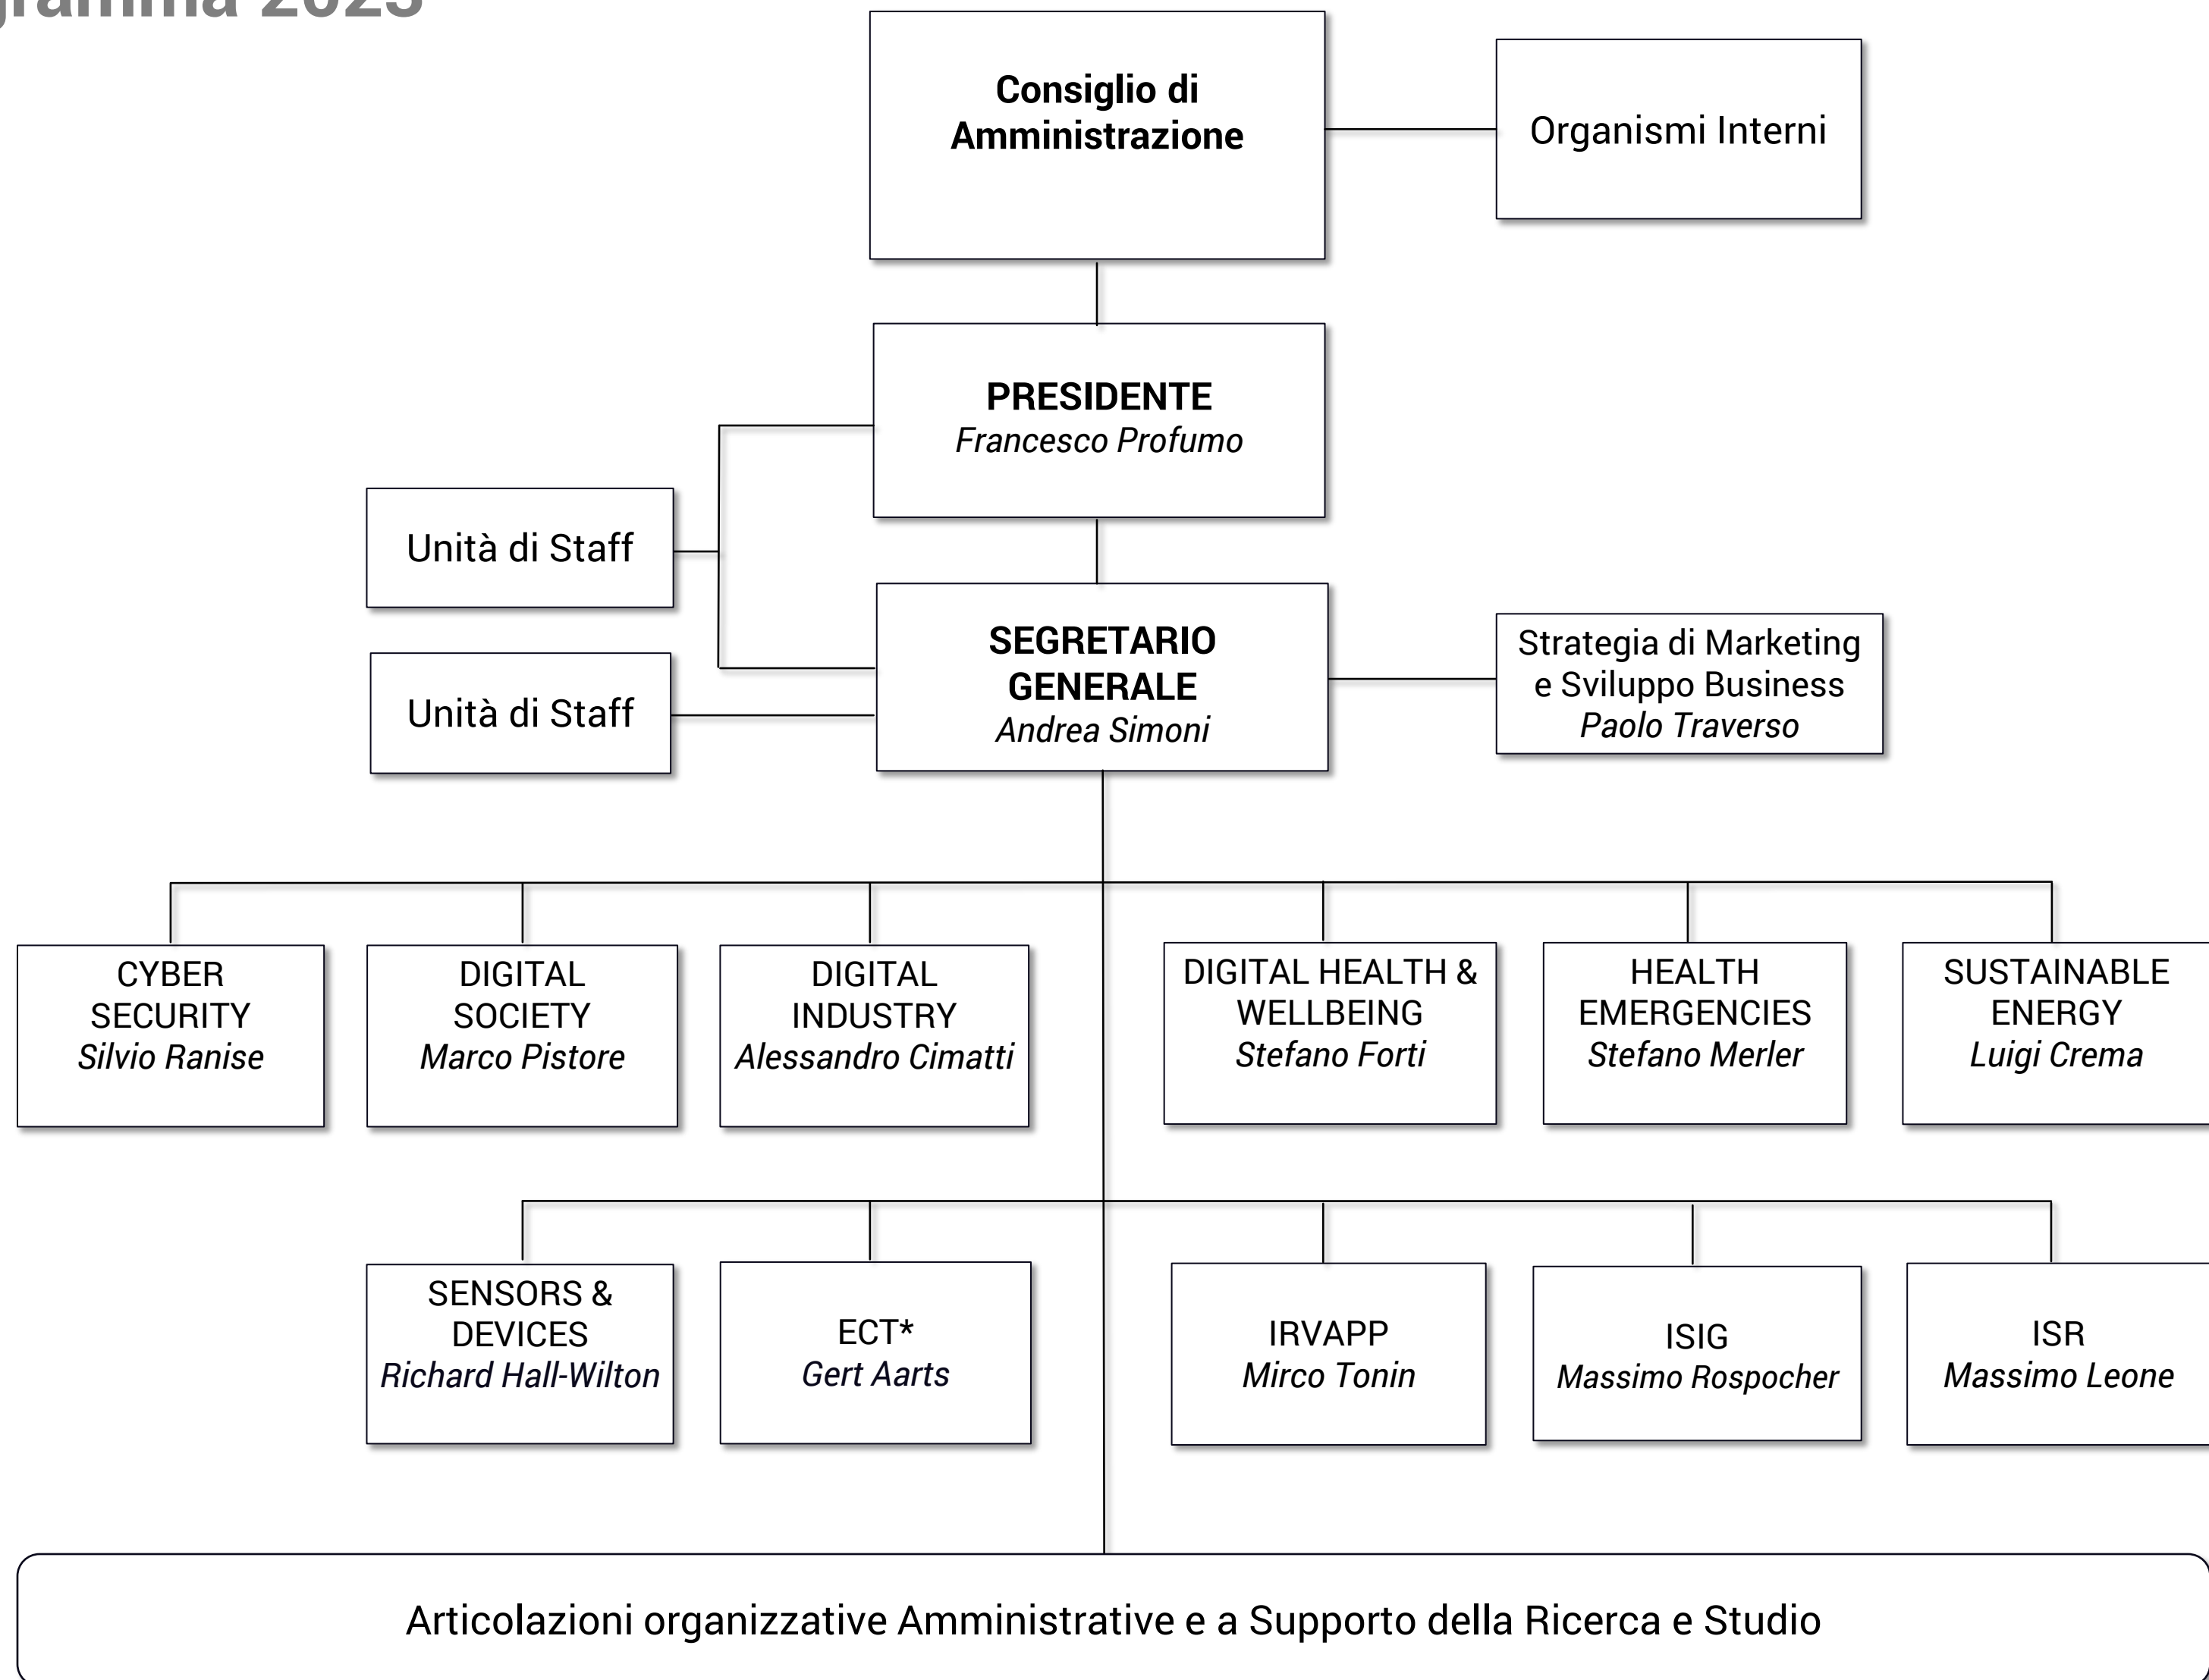 2023
Consiglio di
Amministrazione
Organismi Interni
PRESIDENTE
Francesco Profumo
Unità di Staff
SEGRETARIO
GENERALE
Andrea Simoni
Unità di Staff
Strategia di Marketing
e Sviluppo Business
Paolo Traverso
CYBER
SECURITY
Silvio Ranise
DIGITAL
SOCIETY
Marco Pistore
DIGITAL
INDUSTRY
Alessandro Cimatti
DIGITAL HEALTH &
WELLBEING
Stefano Forti
HEALTH
EMERGENCIES
Stefano Merler
SUSTAINABLE
ENERGY
Luigi Crema
SENSORS &
DEVICES
Richard Hall-Wilton
ECT*
Gert Aarts
IRVAPP
Mirco Tonin
ISIG
Massimo Rospocher
ISR
Massimo Leone
Articolazioni organizzative Amministrative e a Supporto della Ricerca e Studio